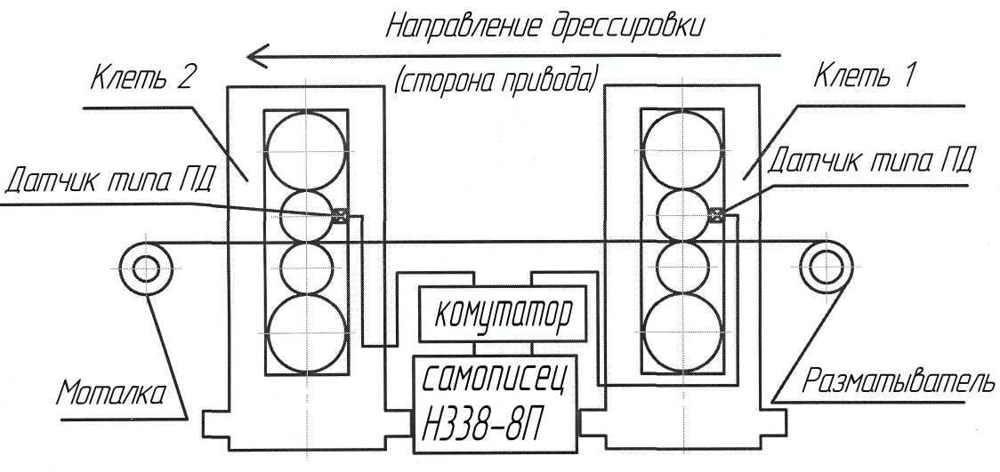 Направление дрессировки
(сторона привода)
Клеть 2
Клеть 1
Датчик типа ПД
Датчик типа ПД
комутатор
самописец
Н338-8П
Моталка
Разматыватель